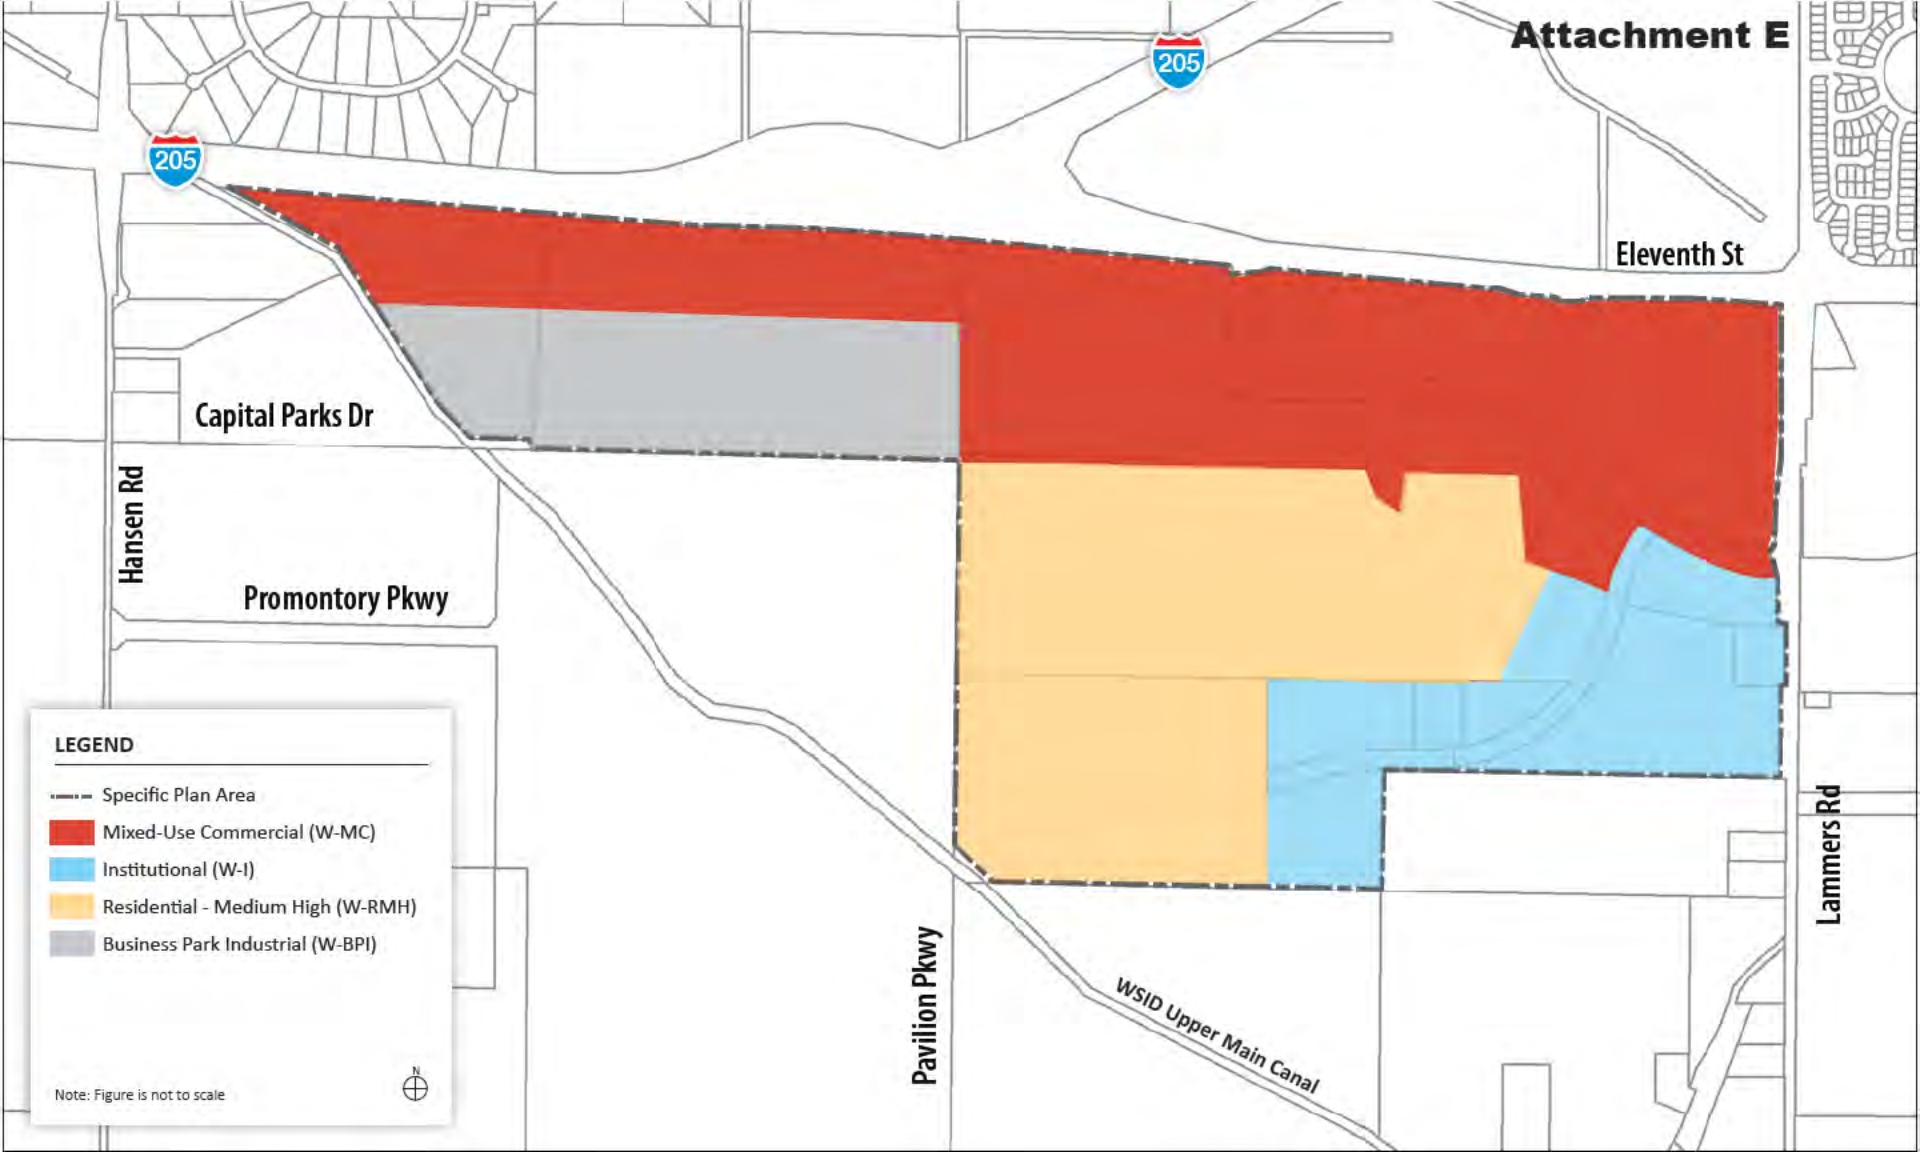 Attachment E
205
205
Eleventh St
Capital Parks Dr
Hansen Rd
Promontory Pkwy
LEGEND
Specific Plan Area
Mixed-Use Commercial (W-MC)
Institutional (W-I)
Residential - Medium High (W-RMH)
Business Park Industrial (W-BPI)
N
Note: Figure is not to scale
Lammers Rd
Pavilion Pkwy
WSID Upper Main Canal